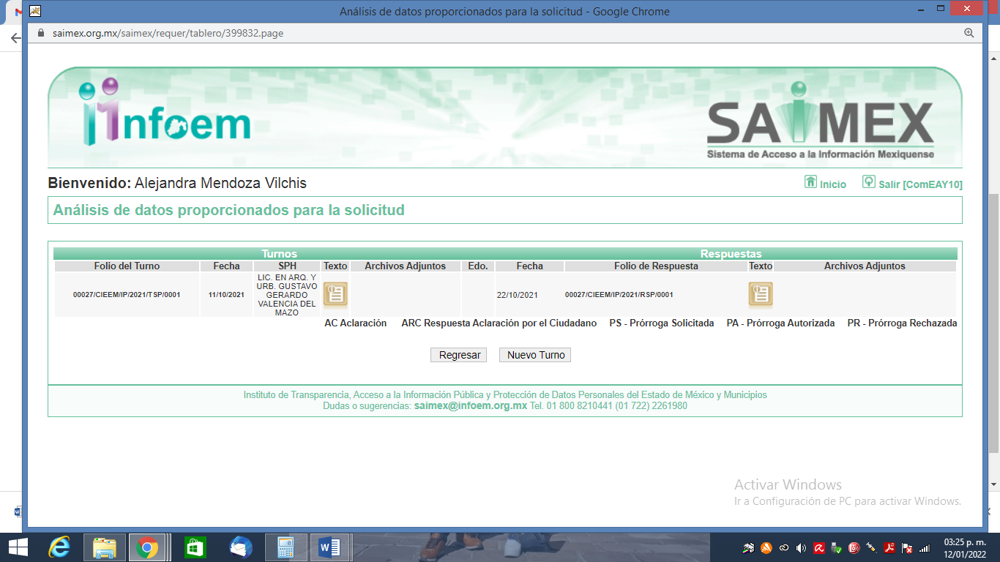 Análisis de datos proporcionados para la solicitud - Google Chrome
saimex.org.mx/saimex/requer/tablero/399832.page
infoem
SAIMEX
Sistema de Acceso a la Información Mexiquense
Bienvenido: Alejandra Mendoza Vilchis
Inicio Salir [ComEAY10]
Análisis de datos proporcionados para la solicitud
Turnos Respuestas
Folio del Turno Fecha SPH Texto Archivos Adjuntos Edo. Fecha Folio de Respuesta Texto Archivos Adjuntos
00027/CIEEM/IP/2021/TSP/0001 11/10/2021 LIC. EN ARQ. Y
URB. GUSTAVO
GERARDO
VALENCIA DEL
MAZO
22/10/2021 00027/CIEEM/IP/2021/RSP/0001
AC Aclaración ARC Respuesta Aclaración por el Ciudadano PS - Prórroga Solicitada PA - Prórroga Autorizada PR - Prórroga Rechazada
Regresar Nuevo Turno
Instituto de Transparencia, Acceso a la Información Pública y Protección de Datos Personales del Estado de México y Municipios
Dudas o sugerencias: saimex@infoem.org.mx Tel. 01 800 8210441 (01 722) 2261980
Activar Windows
Ir a Configuración de PC para activar Windows.
03:25 p. m.
12/01/2022